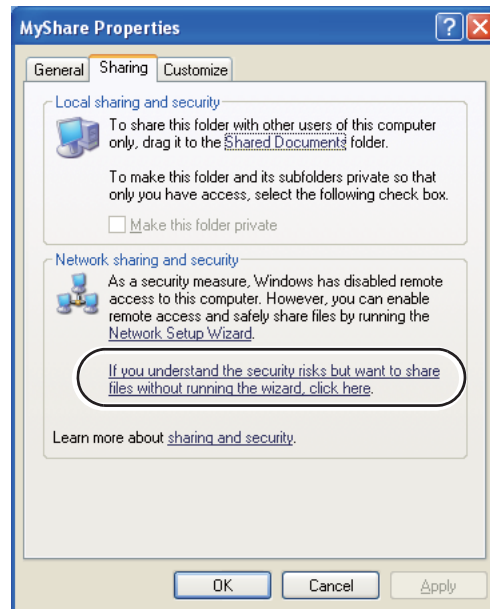 MyShare Properties
General Sharing Customize
Local sharing and security
To share this folder with other users of this computer
only, drag it to the Shared Documents folder.
To make this folder and its subfolders private so that
only you have access, select the following check box.
Make this folder private
Network sharing and security
As a security measure, Windows has disabled remote
access to this computer. However, you can enable
remote access and safely share files by running the
Network Setup Wizard.
If you understand the security risks but want to share
files without running the wizard, click here.
Learn more about sharing and security.
OK Cancel Apply